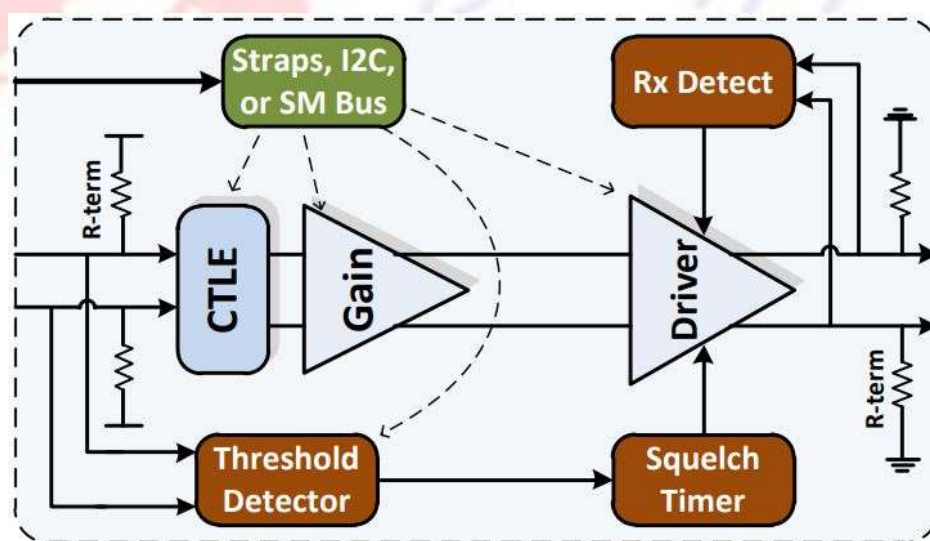 Straps, I2C,
or SM Bus
Rx Detect
R-term
CTLE
Gain
Driver
R-term
Threshold
Detector
Squelch
Timer